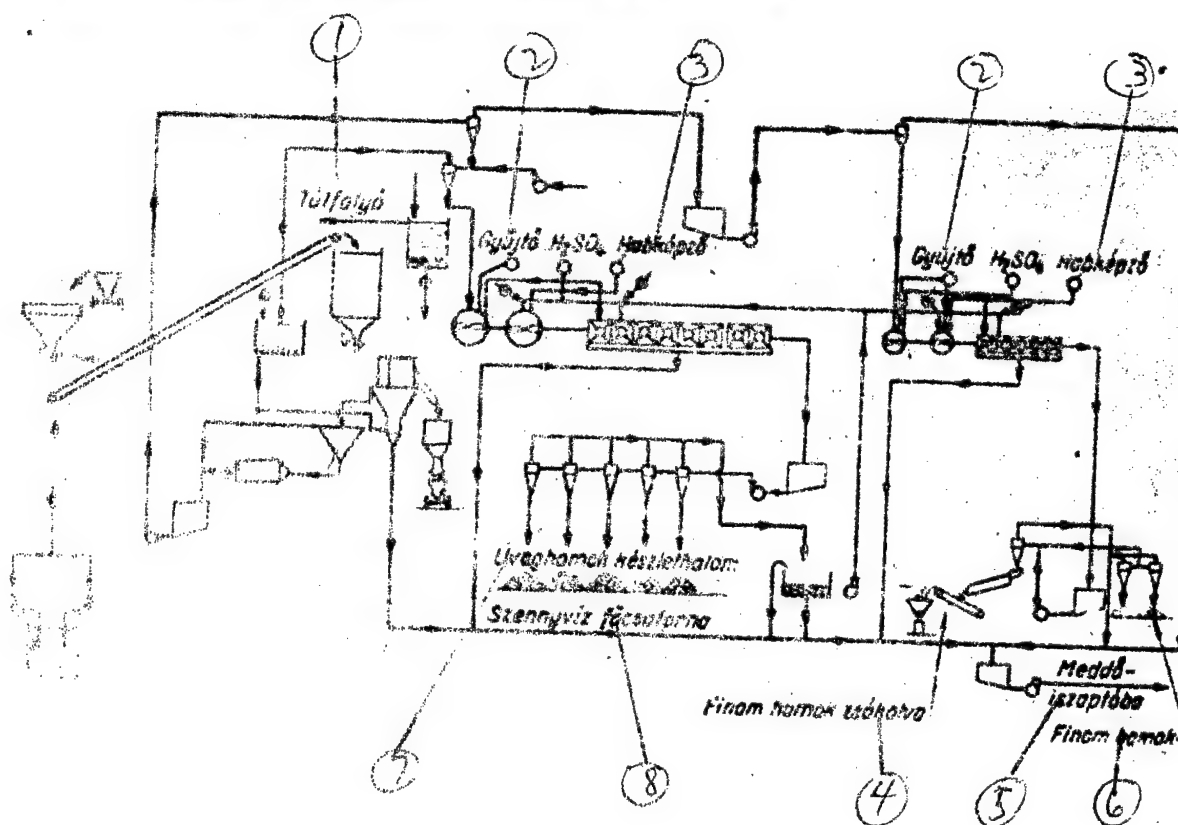 1
2
3
2
3
Túlfolyó
Gyűjtő H₂SO₄ Habképző
Gyűjtő H₂SO₄ Habképző
Üveghomok készlethalom
Szennyvíz főcsatorna
Meddő-
iszaptóba
Finom homok zsákolva
Finom homok
7
8
4
5
6